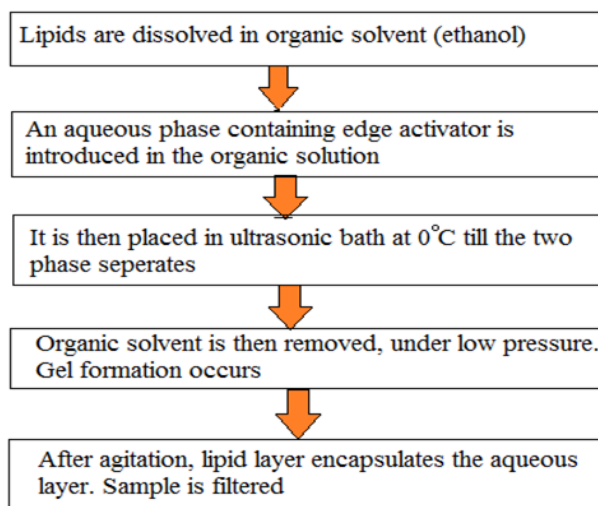 Lipids are dissolved in organic solvent (ethanol)
An aqueous phase containing edge activator is
introduced in the organic solution
It is then placed in ultrasonic bath at 0°C till the two
phase seperates
Organic solvent is then removed, under low pressure.
Gel formation occurs
After agitation, lipid layer encapsulates the aqueous
layer. Sample is filtered